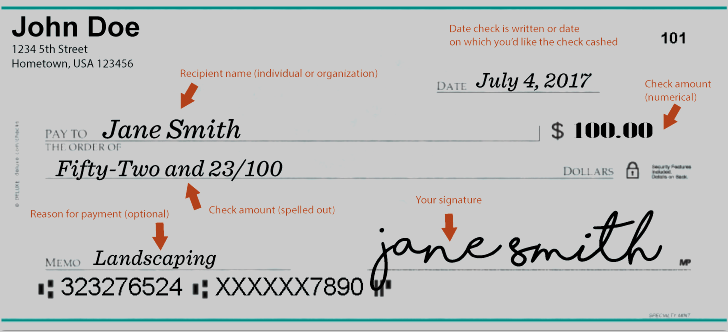 John Doe
1234 5th Street
Hometown, USA 123456
Date check is written or date
on which you'd like the check cashed
101
Recipient name (individual or organization)
DATE July 4, 2017
Check amount
(numerical)
PAY TO
THE ORDER OF
Jane Smith
$ 100.00
Fifty-Two and 23/100
DOLLARS
Security Features
Included.
Details on Back.
Reason for payment (optional)
Check amount (spelled out)
Your signature
MEMO Landscaping
jane smith
MP
323276524 XXXXXX7890
SPECIALTY MINT